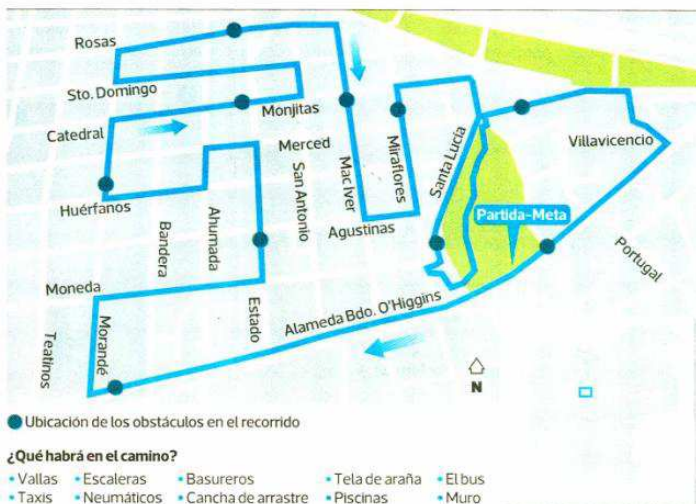 Rosas
Sto. Domingo
Catedral
Monjitas
Merced
Huérfanos
Bandera
Ahumada
San Antonio
Mac Iver
Miraflores
Santa Lucía
Villavicencio
Partida-Meta
Agustinas
Portugal
Moneda
Estado
Alameda Bdo. O'Higgins
Teatinos
Morandé
N
Ubicación de los obstáculos en el recorrido
¿Qué habrá en el camino?
• Vallas • Escaleras • Basureros • Tela de araña • El bus
• Taxis • Neumáticos • Cancha de arrastre • Piscinas • Muro